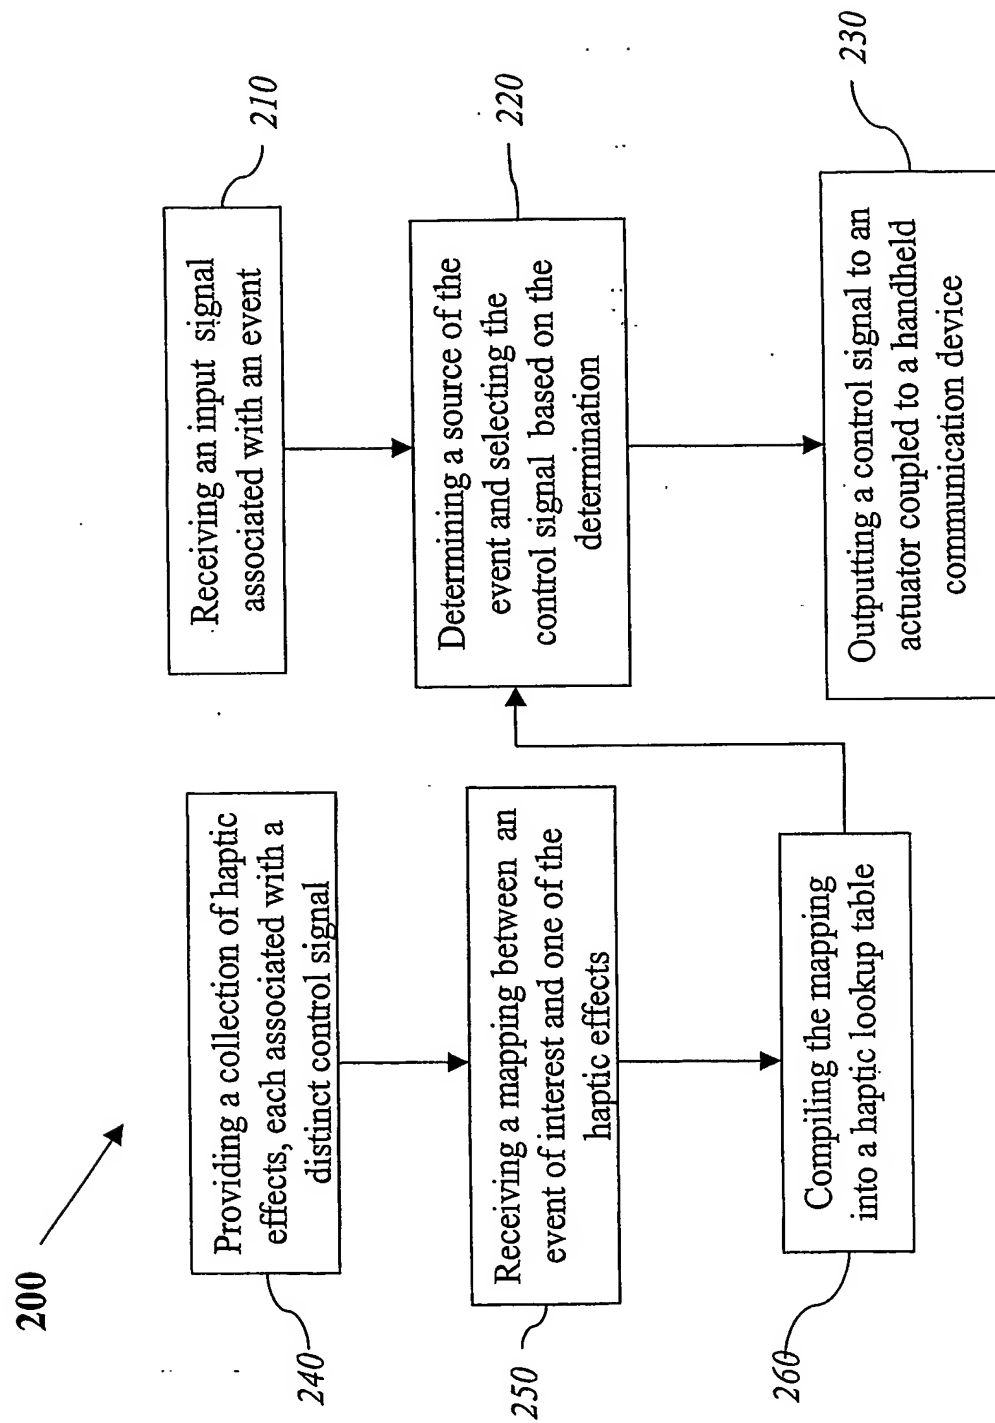 200
Providing a collection of haptic
effects, each associated with a
distinct control signal
240
Receiving a mapping between an
event of interest and one of the
haptic effects
250
Compiling the mapping
into a haptic lookup table
260
Receiving an input signal
associated with an event
210
Determining a source of the
event and selecting the
control signal based on the
determination
220
Outputting a control signal to an
actuator coupled to a handheld
communication device
230